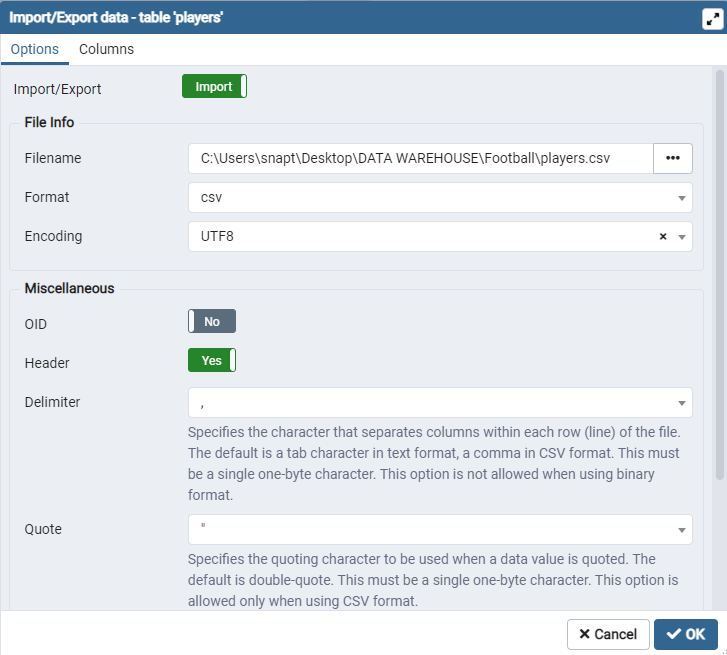 Import/Export data - table 'players'
Options Columns
Import/Export Import
File Info
Filename C:\Users\snapt\Desktop\DATA WAREHOUSE\Football\players.csv •••
Format csv
Encoding UTF8 ×
Miscellaneous
OID No
Header Yes
Delimiter ,
Specifies the character that separates columns within each row (line) of the file.
The default is a tab character in text format, a comma in CSV format. This must
be a single one-byte character. This option is not allowed when using binary
format.
Quote "
Specifies the quoting character to be used when a data value is quoted. The
default is double-quote. This must be a single one-byte character. This option is
allowed only when using CSV format.
× Cancel ✓ OK